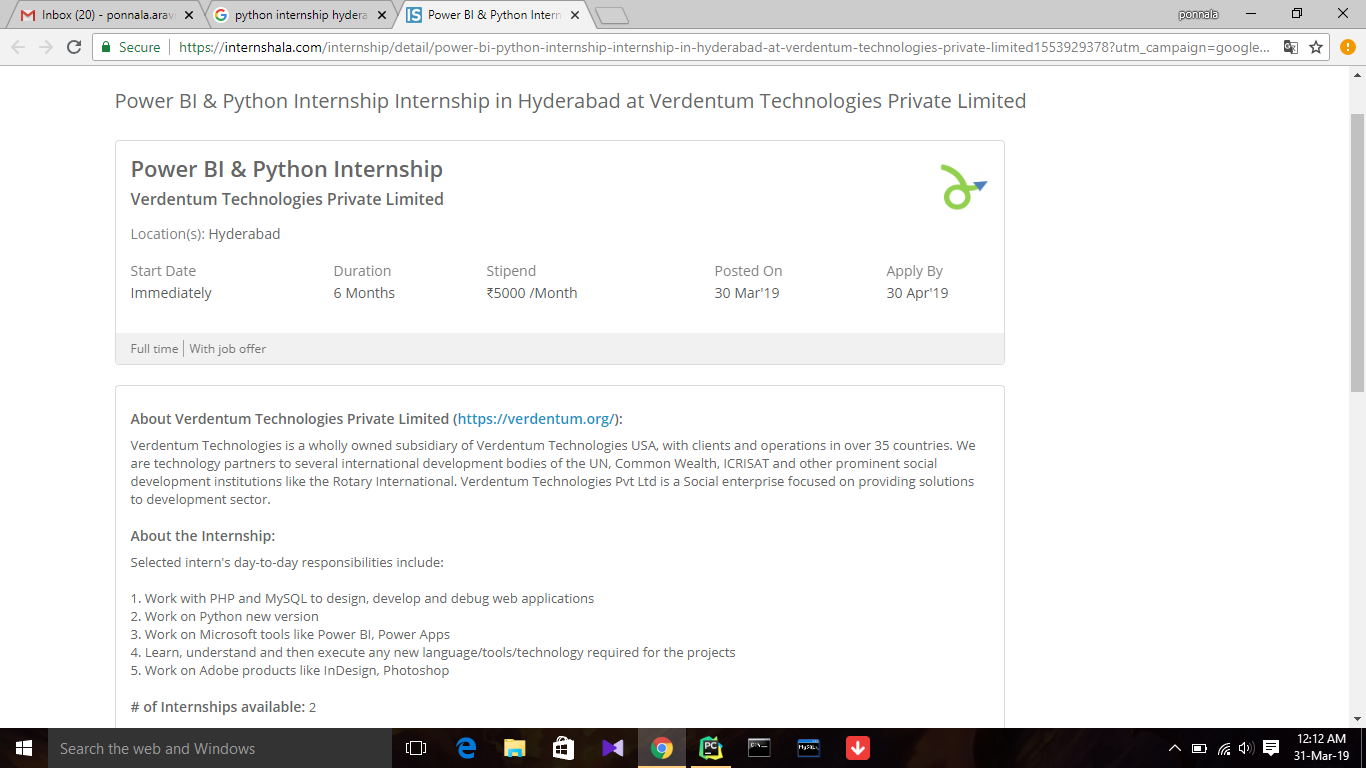 Inbox (20) - ponnala.arav
python internship hydera
IS
Power BI & Python Intern
ponnala
Secure
https://internshala.com/internship/detail/power-bi-python-internship-internship-in-hyderabad-at-verdentum-technologies-private-limited1553929378?utm_campaign=google...
Power BI & Python Internship Internship in Hyderabad at Verdentum Technologies Private Limited
Power BI & Python Internship
Verdentum Technologies Private Limited
Location(s): Hyderabad
Start Date Duration Stipend Posted On Apply By
Immediately 6 Months ₹5000 /Month 30 Mar'19 30 Apr'19
Full time | With job offer
About Verdentum Technologies Private Limited (https://verdentum.org/):
Verdentum Technologies is a wholly owned subsidiary of Verdentum Technologies USA, with clients and operations in over 35 countries. We
are technology partners to several international development bodies of the UN, Common Wealth, ICRISAT and other prominent social
development institutions like the Rotary International. Verdentum Technologies Pvt Ltd is a Social enterprise focused on providing solutions
to development sector.
About the Internship:
Selected intern's day-to-day responsibilities include:
1. Work with PHP and MySQL to design, develop and debug web applications
2. Work on Python new version
3. Work on Microsoft tools like Power BI, Power Apps
4. Learn, understand and then execute any new language/tools/technology required for the projects
5. Work on Adobe products like InDesign, Photoshop
# of Internships available: 2
Search the web and Windows
PC
MySQL
12:12 AM
31-Mar-19